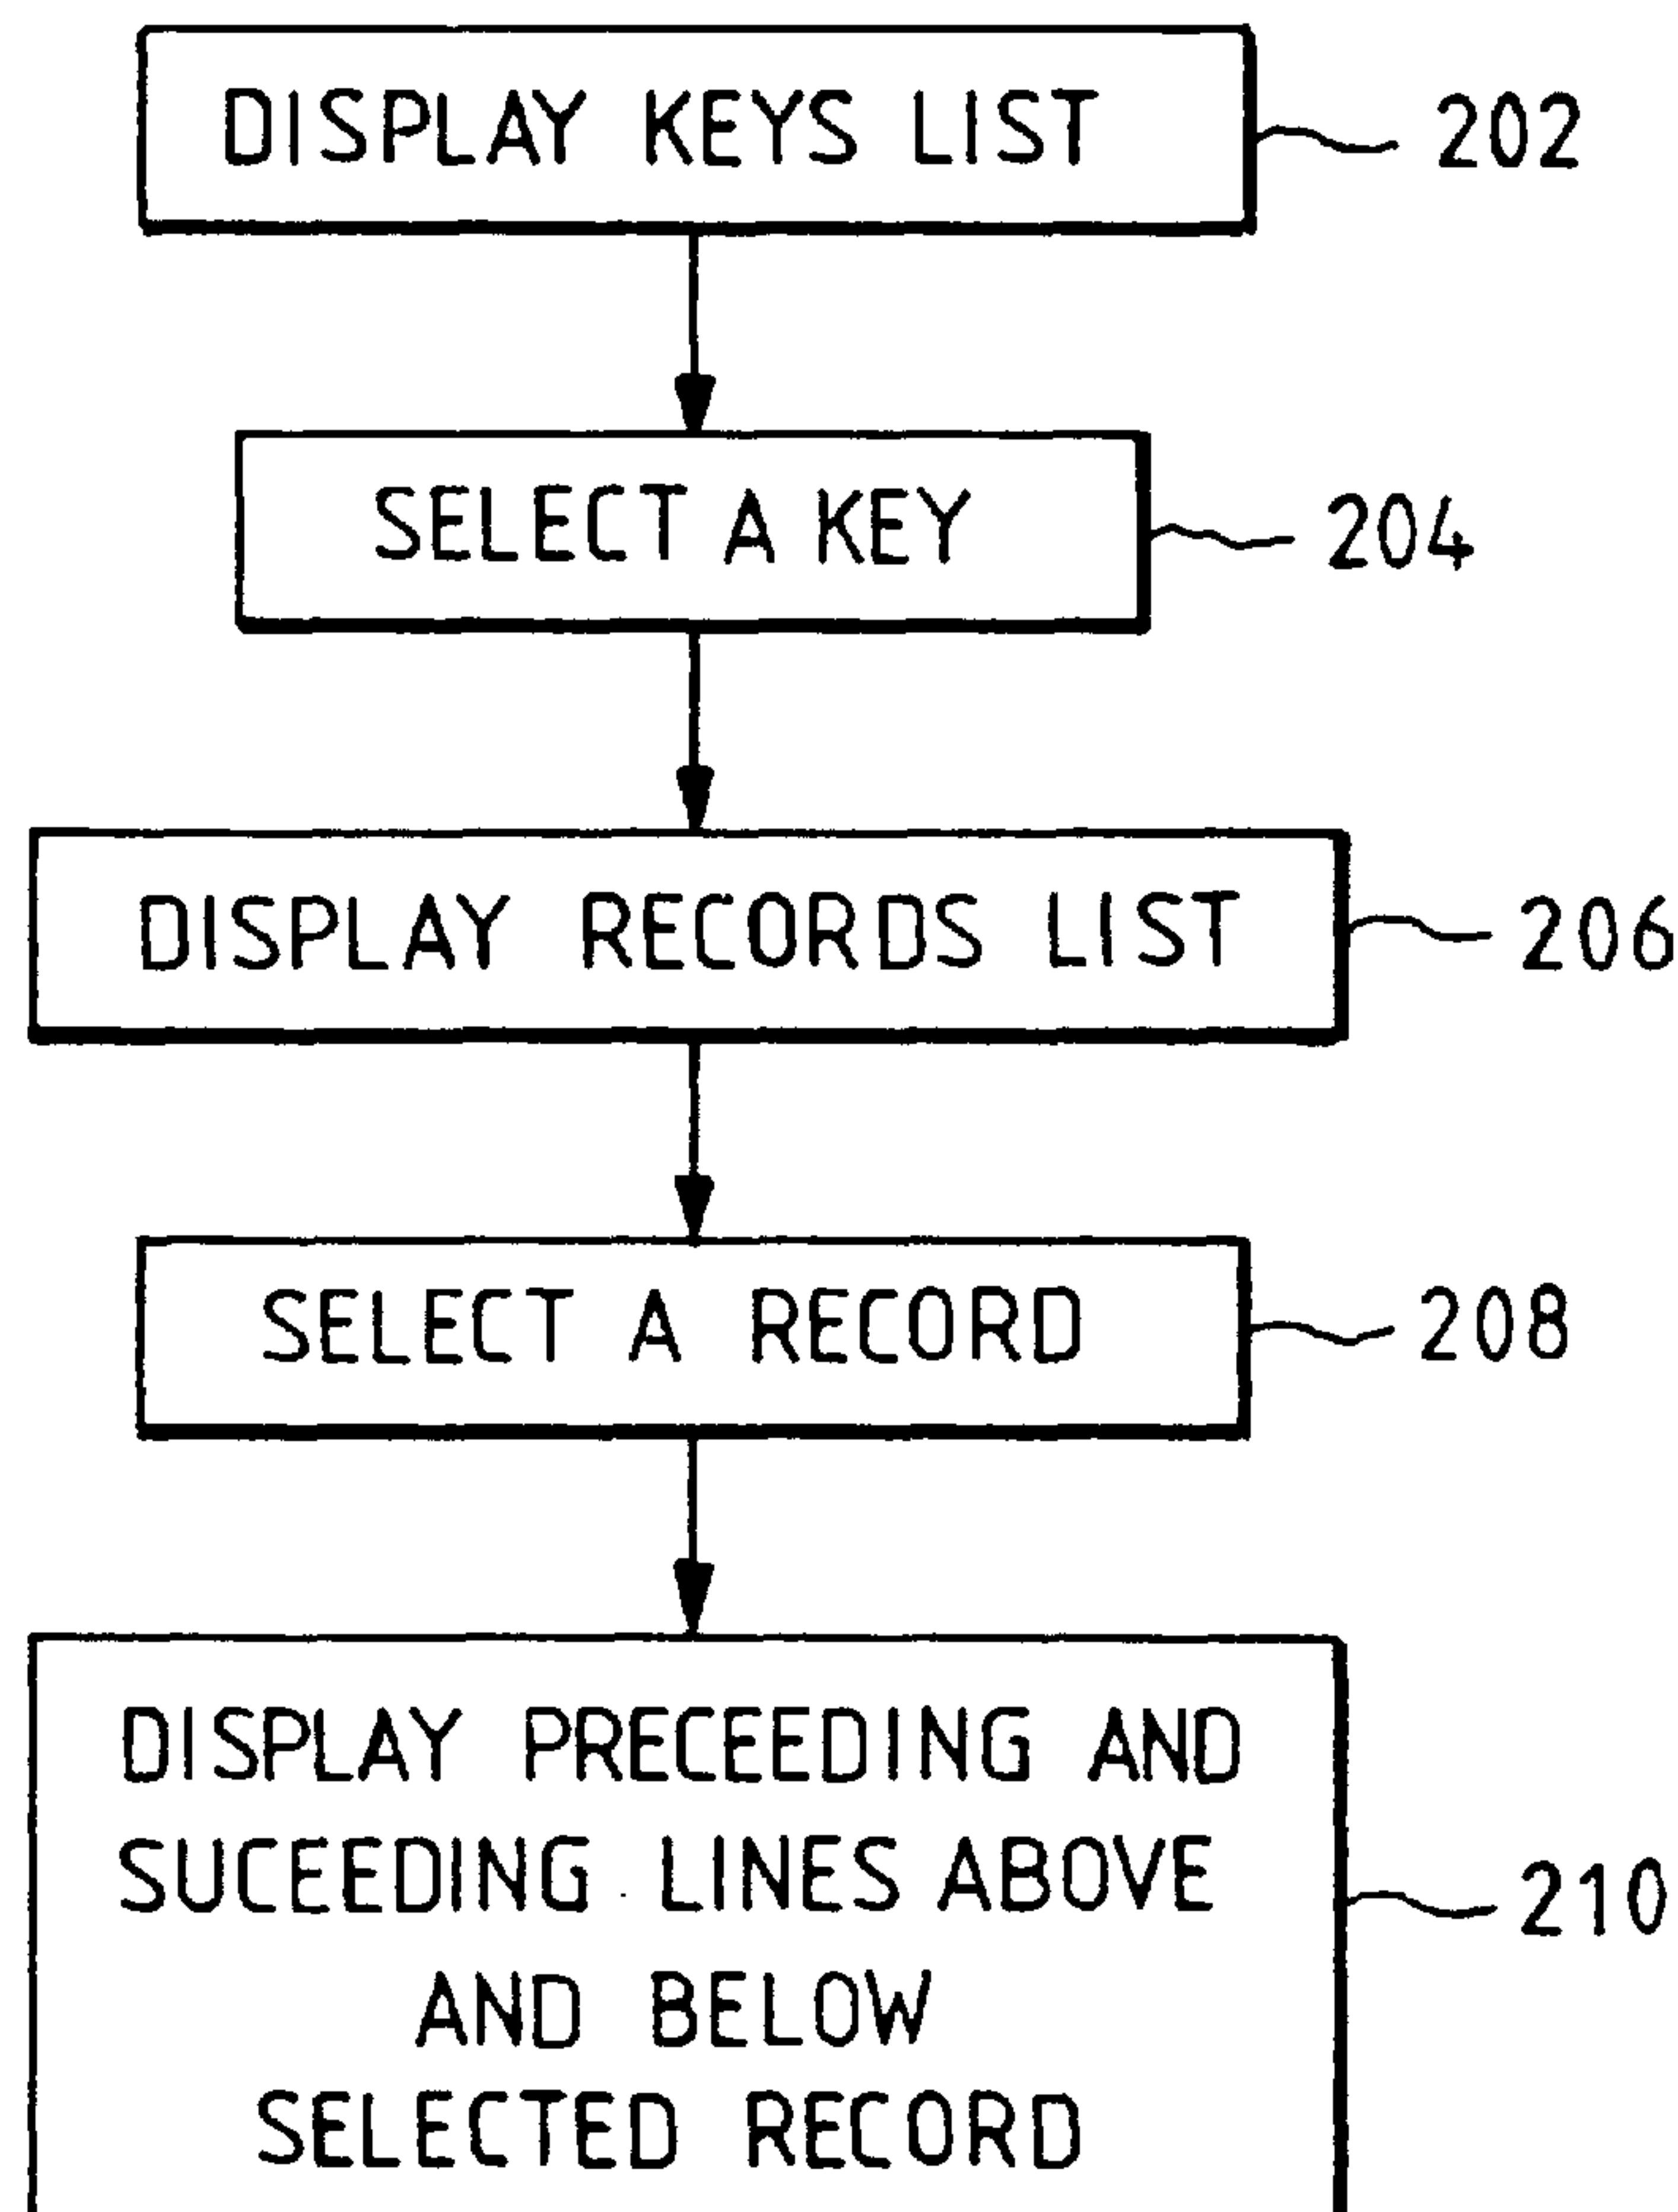 DISPLAY KEYS LIST
202
SELECT A KEY
204
DISPLAY RECORDS LIST
206
SELECT A RECORD
208
DISPLAY PRECEEDING AND
SUCEEDING LINES ABOVE
AND BELOW
SELECTED RECORD
210